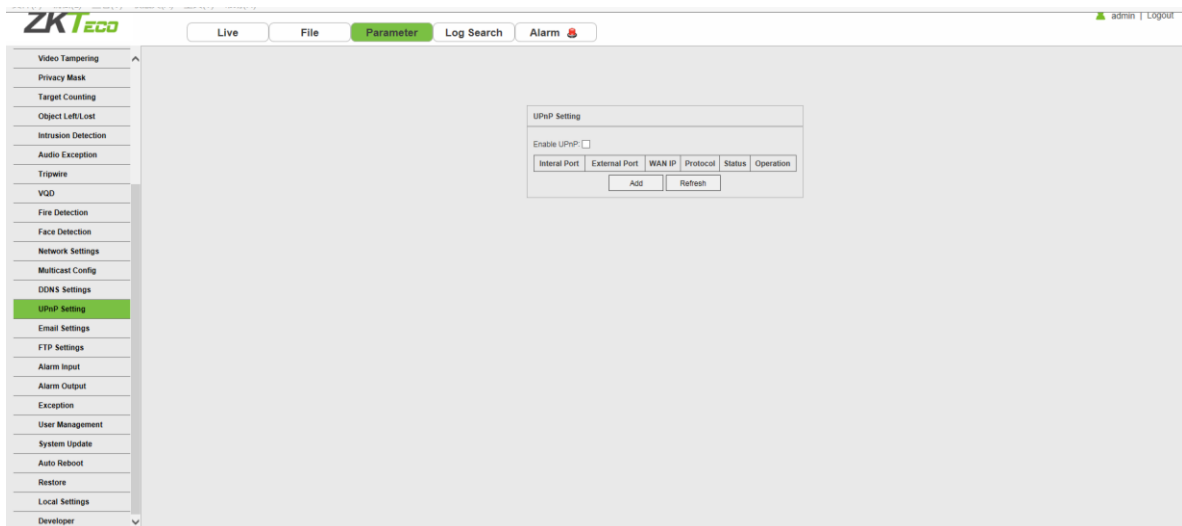 ZKTeco
admin | Logout
Live
File
Parameter
Log Search
Alarm
Video Tampering
Privacy Mask
Target Counting
Object Left/Lost
Intrusion Detection
Audio Exception
Tripwire
VQD
Fire Detection
Face Detection
Network Settings
Multicast Config
DDNS Settings
UPnP Setting
Email Settings
FTP Settings
Alarm Input
Alarm Output
Exception
User Management
System Update
Auto Reboot
Restore
Local Settings
Developer
UPnP Setting
Enable UPnP:
Interal Port External Port WAN IP Protocol Status Operation
Add Refresh